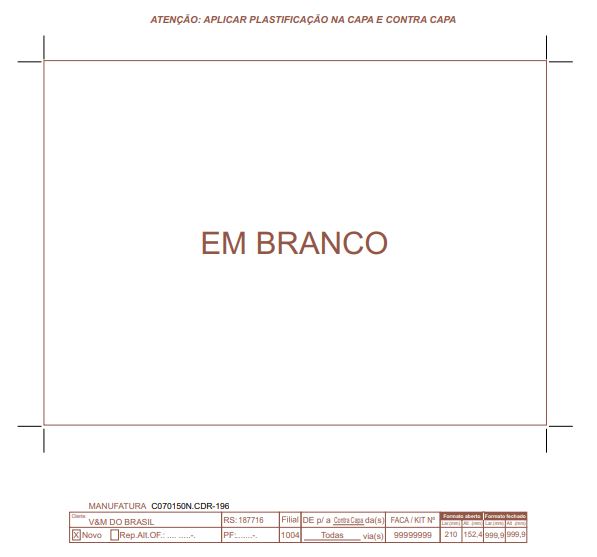 ATENÇÃO: APLICAR PLASTIFICAÇÃO NA CAPA E CONTRA CAPA
EM BRANCO
MANUFATURA C070150N.CDR-196
Cliente
V&M DO BRASIL
RS: 187716
Filial
DE p/ a Contra Capa da(s)
FACA / KIT Nº
Formato aberto Formato fechado
Lar.(mm) Alt. (mm) Lar.(mm) Alt. (mm)
X Novo Rep.Alt.OF.: .... .....-.
PF:.......-.
1004
Todas via(s)
99999999
210 152,4 999,9 999,9